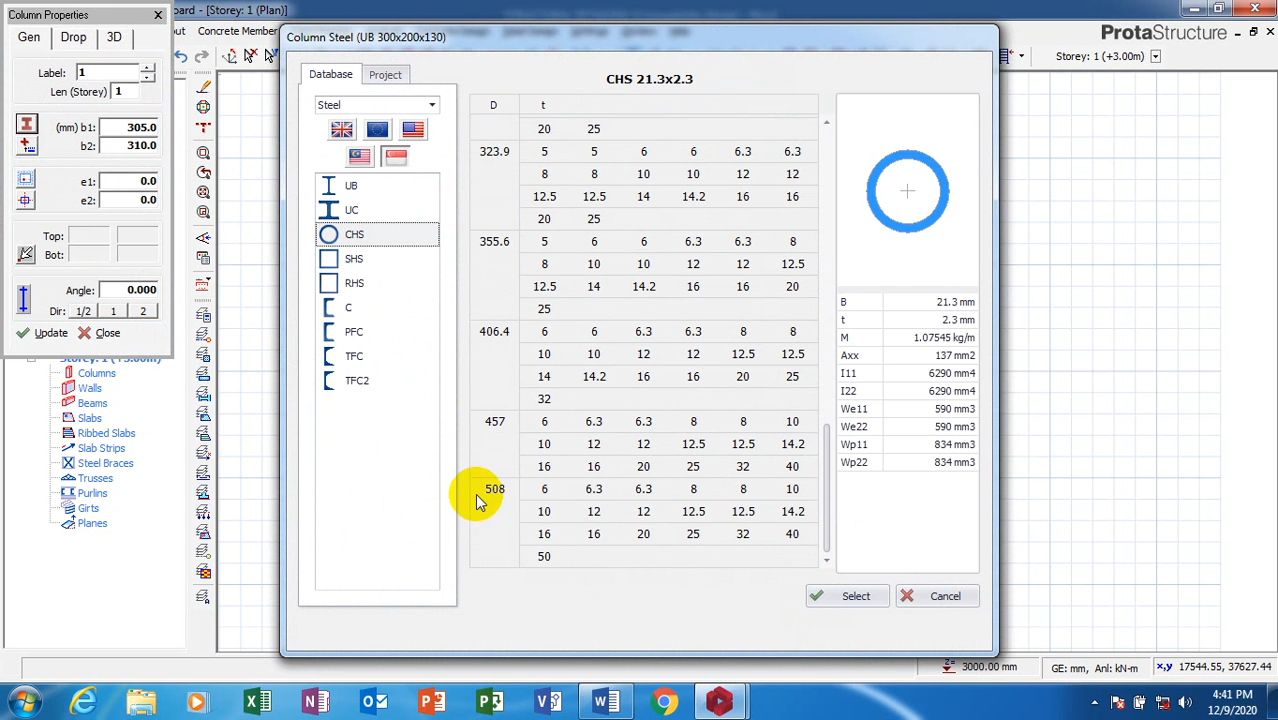 Column Properties
Gen Drop 3D
Label: 1
Len (Storey) 1
(mm) b1: 305.0
b2: 310.0
e1: 0.0
e2: 0.0
Top:
Bot:
Angle: 0.000
Dir: 1/2 1 2
Update Close
oard - [Storey: 1 (Plan)]
Concrete Member
ProtaStructure
Storey: 1 (+3.00m)
Storey: 1 (+3.00m)
Columns
Walls
Beams
Slabs
Ribbed Slabs
Slab Strips
Steel Braces
Trusses
Purlins
Girts
Planes
Column Steel (UB 300x200x130)
Database Project
Steel
UB
UC
CHS
SHS
RHS
C
PFC
TFC
TFC2
CHS 21.3x2.3
D t
20 25
323.9 5 5 6 6 6.3 6.3
8 8 10 10 12 12
12.5 12.5 14 14.2 16 16
20 25
355.6 5 6 6 6.3 6.3 8
8 10 10 12 12 12.5
12.5 14 14.2 16 16 20
25
406.4 6 6 6.3 6.3 8 8
10 10 12 12 12.5 12.5
14 14.2 16 16 20 25
32
457 6 6.3 6.3 8 8 10
10 12 12 12.5 12.5 14.2
16 16 20 25 32 40
508 6 6.3 6.3 8 8 10
10 12 12 12.5 12.5 14.2
16 16 20 25 32 40
50
B 21.3 mm
t 2.3 mm
M 1.07545 kg/m
Axx 137 mm2
I11 6290 mm4
I22 6290 mm4
We11 590 mm3
We22 590 mm3
Wp11 834 mm3
Wp22 834 mm3
Select Cancel
Z= 3000.00 mm GE: mm, Anl: kN-m x,y 17544.55, 37627.44
4:41 PM
12/9/2020